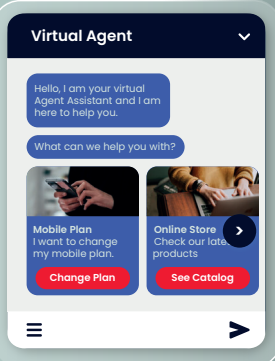 Virtual Agent
Hello, I am your virtual
Agent Assistant and I am
here to help you.
What can we help you with?
Mobile Plan
I want to change
my mobile plan.
Change Plan
Online Store
Check our latest
products
See Catalog